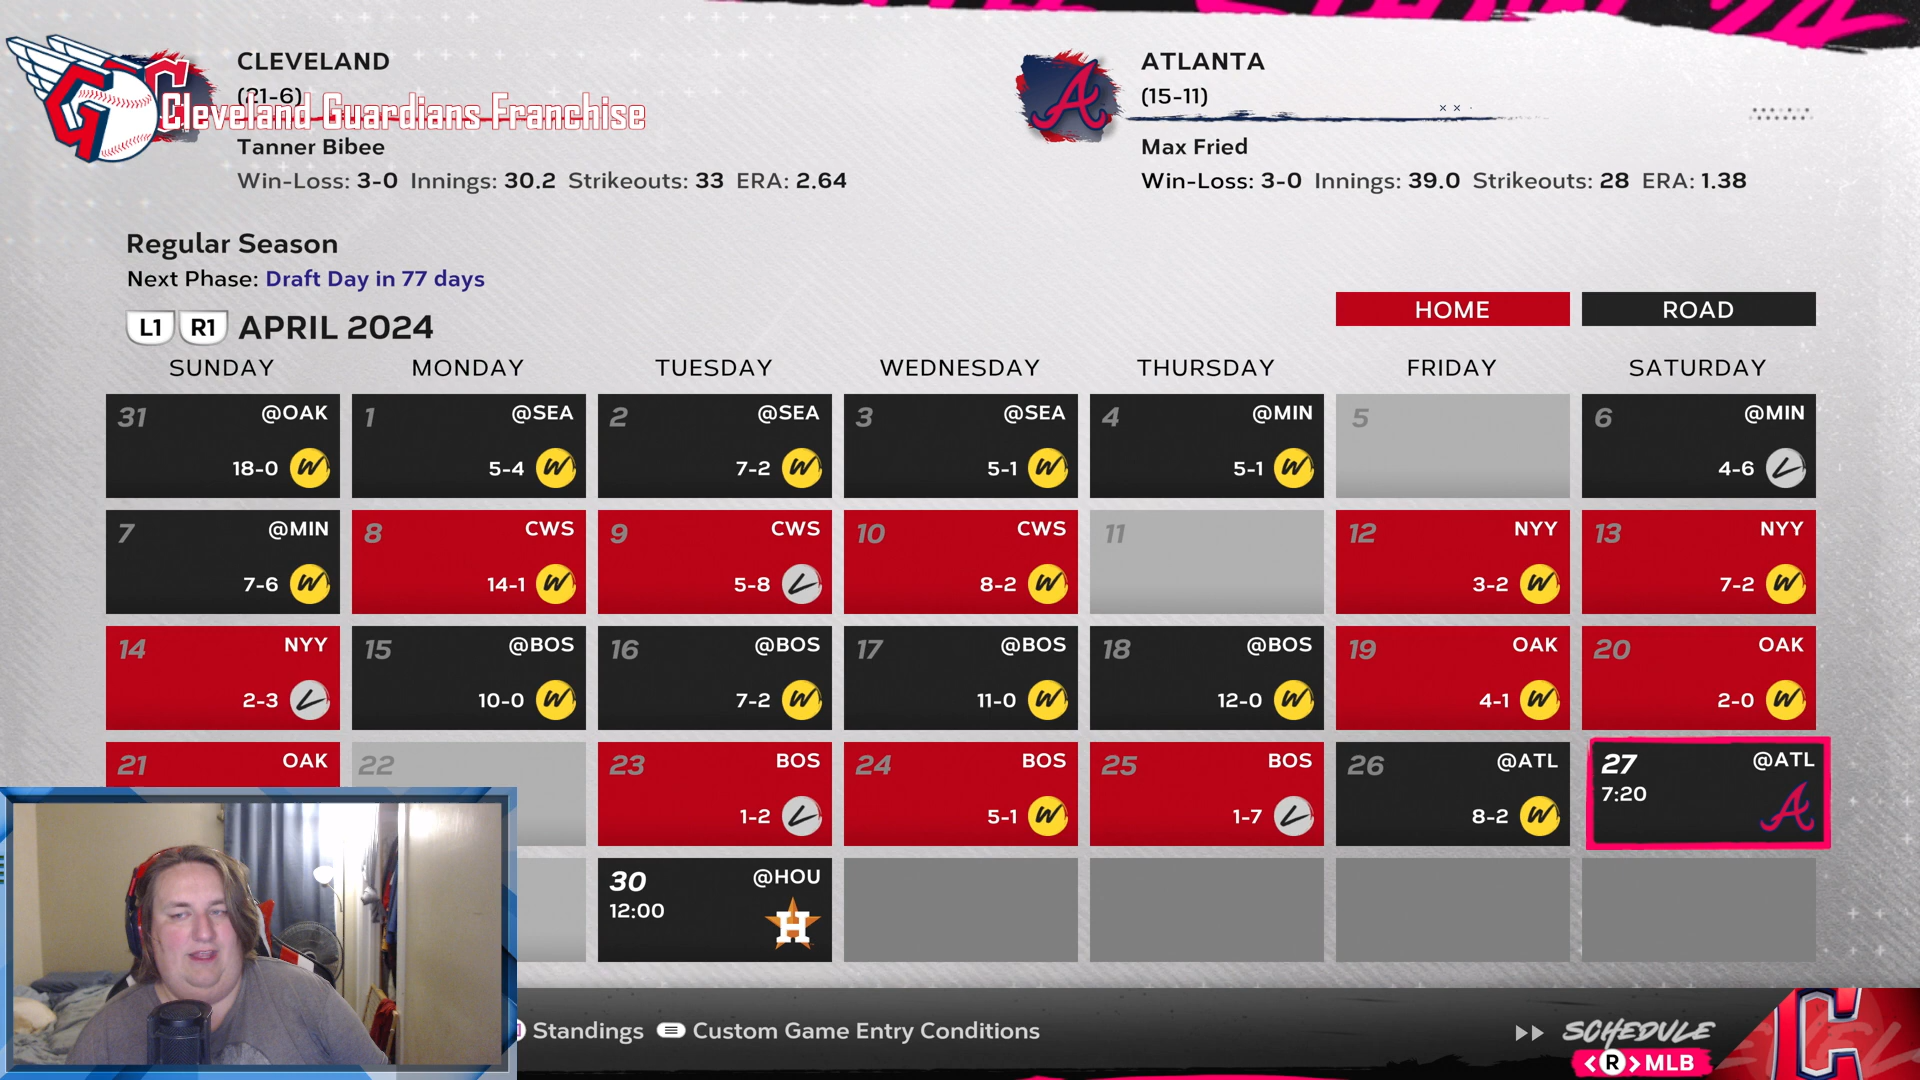 CLEVELAND
(21-6)
Cleveland Guardians Franchise
Tanner Bibee
Win-Loss: 3-0 Innings: 30.2 Strikeouts: 33 ERA: 2.64
ATLANTA
(15-11)
Max Fried
Win-Loss: 3-0 Innings: 39.0 Strikeouts: 28 ERA: 1.38
Regular Season
Next Phase: Draft Day in 77 days
HOME ROAD
L1 R1 APRIL 2024
SUNDAY MONDAY TUESDAY WEDNESDAY THURSDAY FRIDAY SATURDAY
31 @OAK 1 @SEA 2 @SEA 3 @SEA 4 @MIN 5 6 @MIN
18-0 W 5-4 W 7-2 W 5-1 W 5-1 W 4-6 L
7 @MIN 8 CWS 9 CWS 10 CWS 11 12 NYY 13 NYY
7-6 W 14-1 W 5-8 L 8-2 W 3-2 W 7-2 W
14 NYY 15 @BOS 16 @BOS 17 @BOS 18 @BOS 19 OAK 20 OAK
2-3 L 10-0 W 7-2 W 11-0 W 12-0 W 4-1 W 2-0 W
21 OAK 22 23 BOS 24 BOS 25 BOS 26 @ATL 27 @ATL
1-2 L 5-1 W 1-7 L 8-2 W 7:20
30 @HOU
12:00
Standings Custom Game Entry Conditions
SCHEDULE
<R> MLB